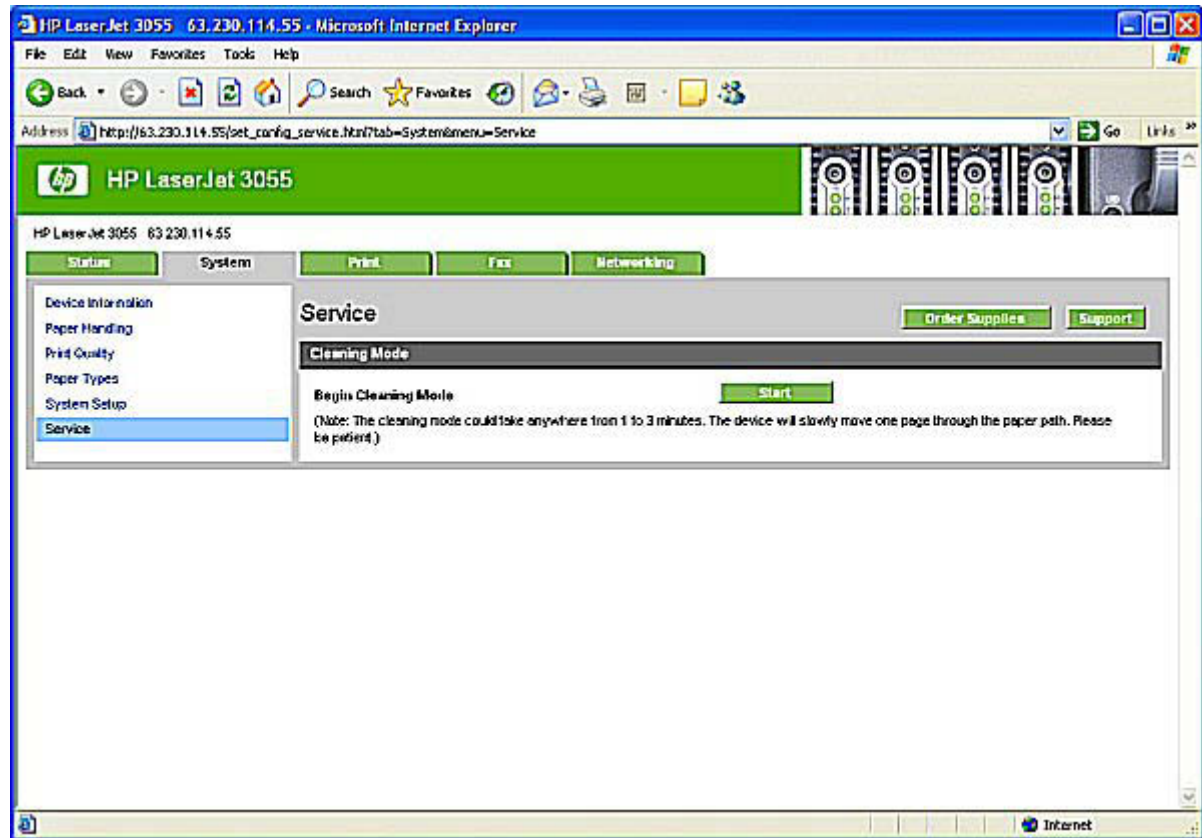 HP LaserJet 3055 63.230.114.55 - Microsoft Internet Explorer
File Edit View Favorites Tools Help
Back Search Favorites
Address http://63.230.114.55/set_config_service.html?tab=System&menu=Service Go Links »
hp HP LaserJet 3055
HP LaserJet 3055 63.230.114.55
Status System Print Fax Networking
Device Information
Paper Handling
Print Quality
Paper Types
System Setup
Service
Service
Order Supplies Support
Cleaning Mode
Begin Cleaning Mode Start
(Note: The cleaning mode could take anywhere from 1 to 3 minutes. The device will slowly move one page through the paper path. Please
be patient.)
Internet